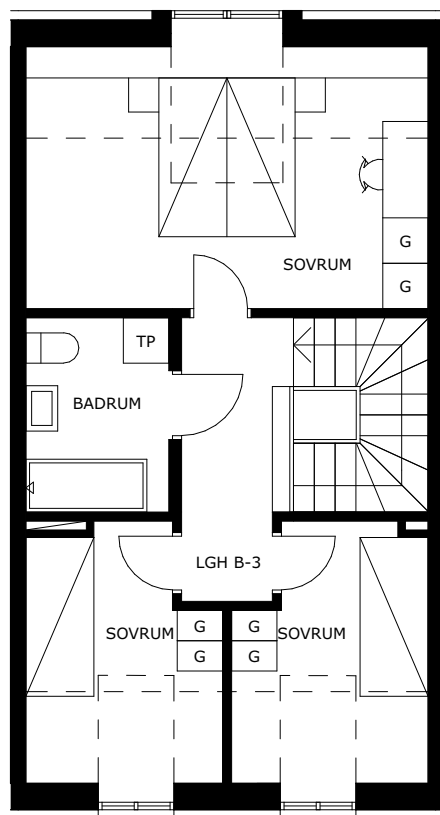 SOVRUM
G
G
TP
BADRUM
LGH B-3
SOVRUM G G SOVRUM
G G